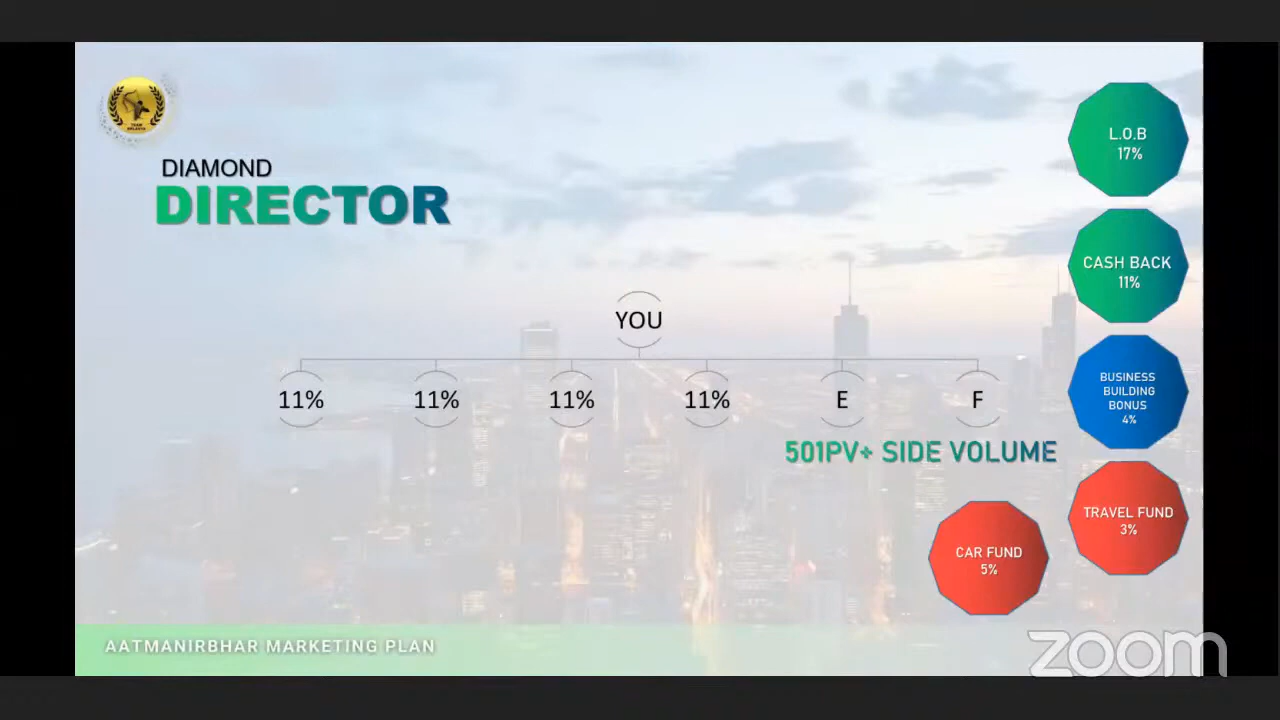 DIAMOND
DIRECTOR
YOU
11%
11%
11%
11%
E
F
501PV+ SIDE VOLUME
L.O.B
17%
CASH BACK
11%
BUSINESS
BUILDING
BONUS
4%
TRAVEL FUND
3%
CAR FUND
5%
AATMANIRBHAR MARKETING PLAN
zoom